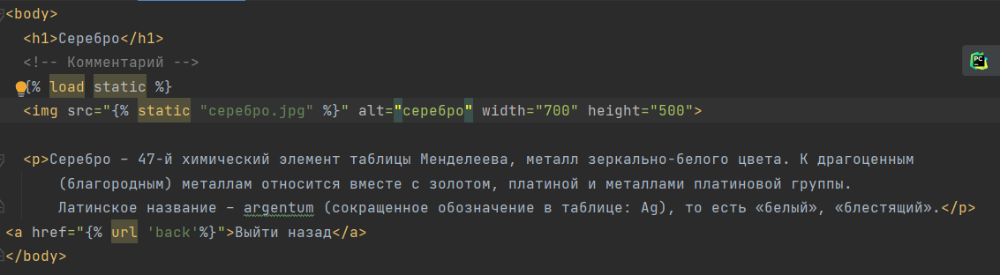 <body>
<h1>Серебро</h1>
<!-- Комментарий -->
{% load static %}
<img src="{% static "серебро.jpg" %}" alt="серебро" width="700" height="500">
<p>Серебро – 47-й химический элемент таблицы Менделеева, металл зеркально-белого цвета. К драгоценным
(благородным) металлам относится вместе с золотом, платиной и металлами платиновой группы.
Латинское название – argentum (сокращенное обозначение в таблице: Ag), то есть «белый», «блестящий».</p>
<a href="{% url 'back'%}">Выйти назад</a>
</body>
PC